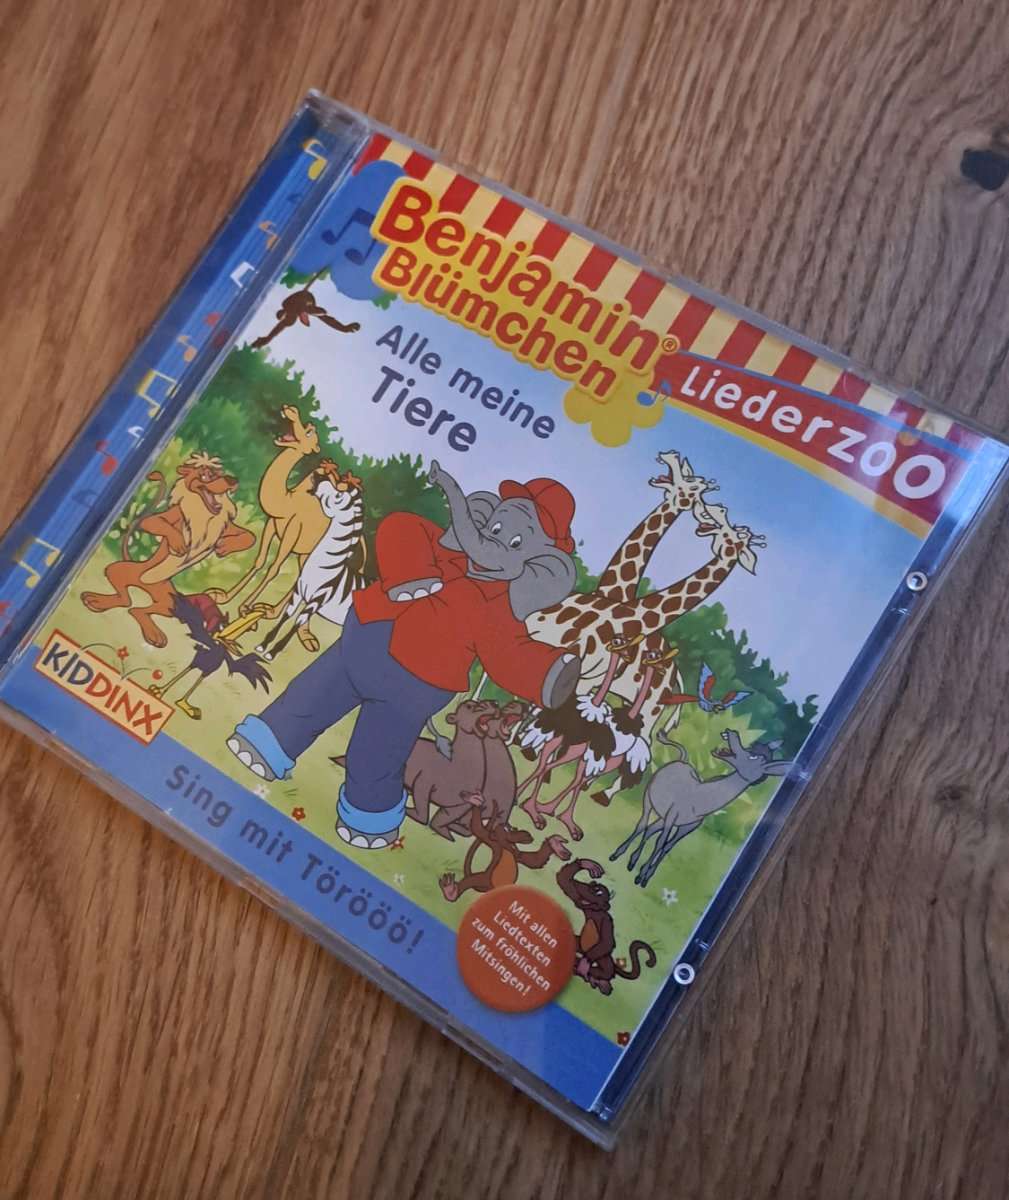 Benjamin®
Blümchen
Liederzoo
Alle meine
Tiere
KIDDINX
Sing mit Törööö!
Mit allen
Liedtexten
zum fröhlichen
Mitsingen!